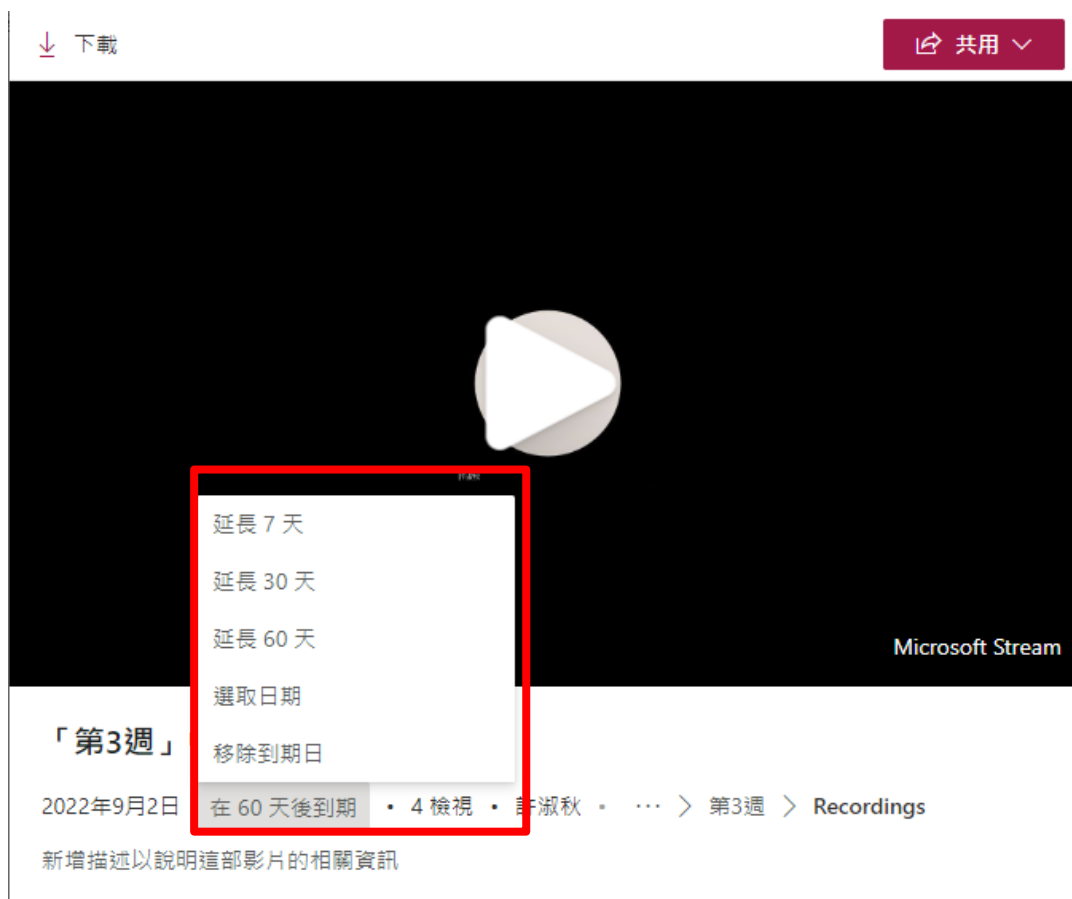 下載
共用
延長 7 天
延長 30 天
延長 60 天
選取日期
移除到期日
Microsoft Stream
「第3週」
2022年9月2日 在 60 天後到期 • 4 檢視 • 許淑秋 • ··· > 第3週 > Recordings
新增描述以說明這部影片的相關資訊